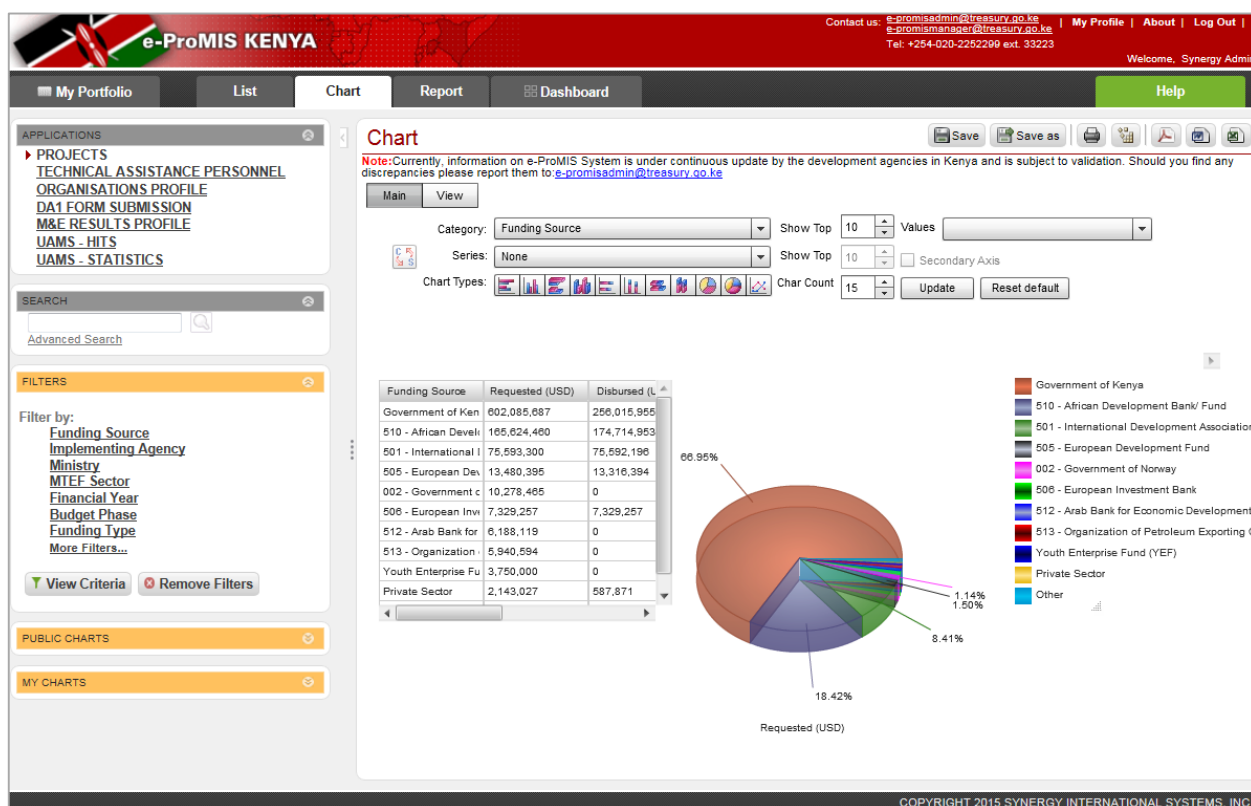 Contact us: e-promisadmin@treasury.go.ke | My Profile | About | Log Out |
e-promismanager@treasury.go.ke
Tel: +254-020-2252299 ext. 33223
e-ProMIS KENYA
Welcome, Synergy Admi
My Portfolio List Chart Report Dashboard Help
APPLICATIONS
PROJECTS
TECHNICAL ASSISTANCE PERSONNEL
ORGANISATIONS PROFILE
DA1 FORM SUBMISSION
M&E RESULTS PROFILE
UAMS - HITS
UAMS - STATISTICS
SEARCH
Advanced Search
FILTERS
Filter by:
Funding Source
Implementing Agency
Ministry
MTEF Sector
Financial Year
Budget Phase
Funding Type
More Filters...
View Criteria Remove Filters
PUBLIC CHARTS
MY CHARTS
Chart
Save Save as
Note:Currently, information on e-ProMIS System is under continuous update by the development agencies in Kenya and is subject to validation. Should you find any
discrepancies please report them to:e-promisadmin@treasury.go.ke
Main View
Category: Funding Source Show Top 10 Values
Series: None Show Top 10 Secondary Axis
Chart Types: Char Count 15 Update Reset default
Funding Source Requested (USD) Disbursed (U
Government of Ken 602,085,687 256,015,955
510 - African Devel 165,624,460 174,714,953
501 - International 75,593,300 75,592,196
505 - European Dev 13,480,395 13,316,394
002 - Government c 10,278,465 0
506 - European Inve 7,329,257 7,329,257
512 - Arab Bank for 6,188,119 0
513 - Organization 5,940,594 0
Youth Enterprise Fu 3,750,000 0
Private Sector 2,143,027 587,871
66.95%
1.14%
1.50%
8.41%
18.42%
Requested (USD)
Government of Kenya
510 - African Development Bank/ Fund
501 - International Development Association
505 - European Development Fund
002 - Government of Norway
506 - European Investment Bank
512 - Arab Bank for Economic Development
513 - Organization of Petroleum Exporting
Youth Enterprise Fund (YEF)
Private Sector
Other
COPYRIGHT 2015 SYNERGY INTERNATIONAL SYSTEMS, INC